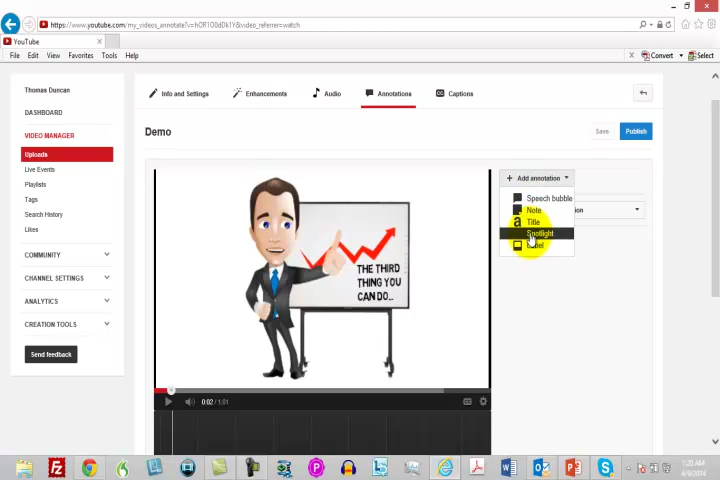 https://www.youtube.com/my_videos_annotate?v=hOR1O0dDk1Y&video_referrer=watch
YouTube
File Edit View Favorites Tools Help
Convert Select
Thomas Duncan
DASHBOARD
VIDEO MANAGER
Uploads
Live Events
Playlists
Tags
Search History
Likes
COMMUNITY
CHANNEL SETTINGS
ANALYTICS
CREATION TOOLS
Send feedback
Info and Settings Enhancements Audio Annotations Captions
Demo
Save Publish
+ Add annotation
Speech bubble
Note
a Title
Spotlight
Label
THE THIRD
THING YOU
CAN DO...
0:02 / 1:01
1:20 AM
4/9/2014